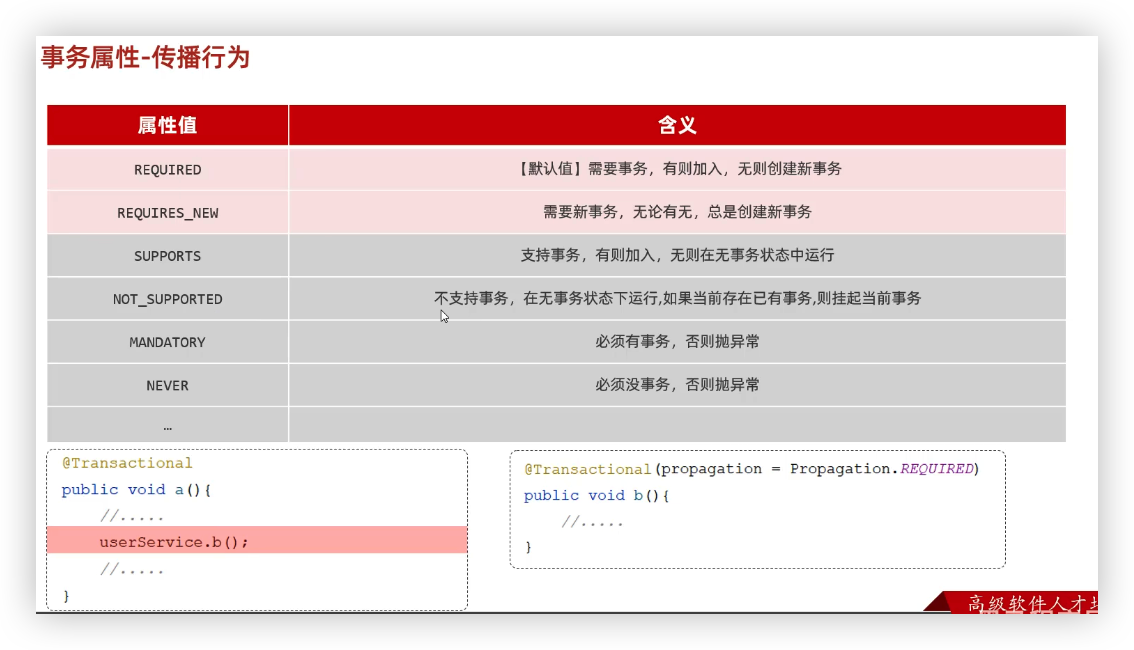 事务属性-传播行为
属性值 含义
REQUIRED 【默认值】需要事务，有则加入，无则创建新事务
REQUIRES_NEW 需要新事务，无论有无，总是创建新事务
SUPPORTS 支持事务，有则加入，无则在无事务状态中运行
NOT_SUPPORTED 不支持事务，在无事务状态下运行,如果当前存在已有事务,则挂起当前事务
MANDATORY 必须有事务，否则抛异常
NEVER 必须没事务，否则抛异常
…
@Transactional
public void a(){
//.....
userService.b();
//.....
}
@Transactional(propagation = Propagation.REQUIRED)
public void b(){
//.....
}
高级软件人才